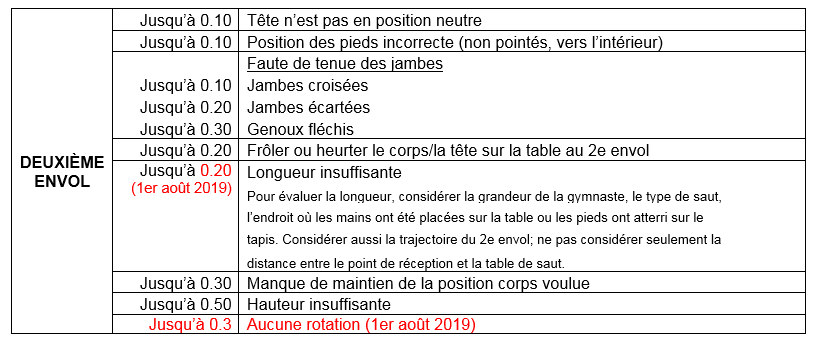 Jusqu’à 0.10 Tête n’est pas en position neutre
Jusqu’à 0.10 Position des pieds incorrecte (non pointés, vers l’intérieur)
Faute de tenue des jambes
Jusqu’à 0.10 Jambes croisées
Jusqu’à 0.20 Jambes écartées
Jusqu’à 0.30 Genoux fléchis
DEUXIÈME
ENVOL
Jusqu’à 0.20 Frôler ou heurter le corps/la tête sur la table au 2e envol
Jusqu’à 0.20 Longueur insuffisante
(1er août 2019)
Pour évaluer la longueur, considérer la grandeur de la gymnaste, le type de saut,
l’endroit où les mains ont été placées sur la table ou les pieds ont atterri sur le
tapis. Considérer aussi la trajectoire du 2e envol; ne pas considérer seulement la
distance entre le point de réception et la table de saut.
Jusqu’à 0.30 Manque de maintien de la position corps voulue
Jusqu’à 0.50 Hauteur insuffisante
Jusqu’à 0.3 Aucune rotation (1er août 2019)